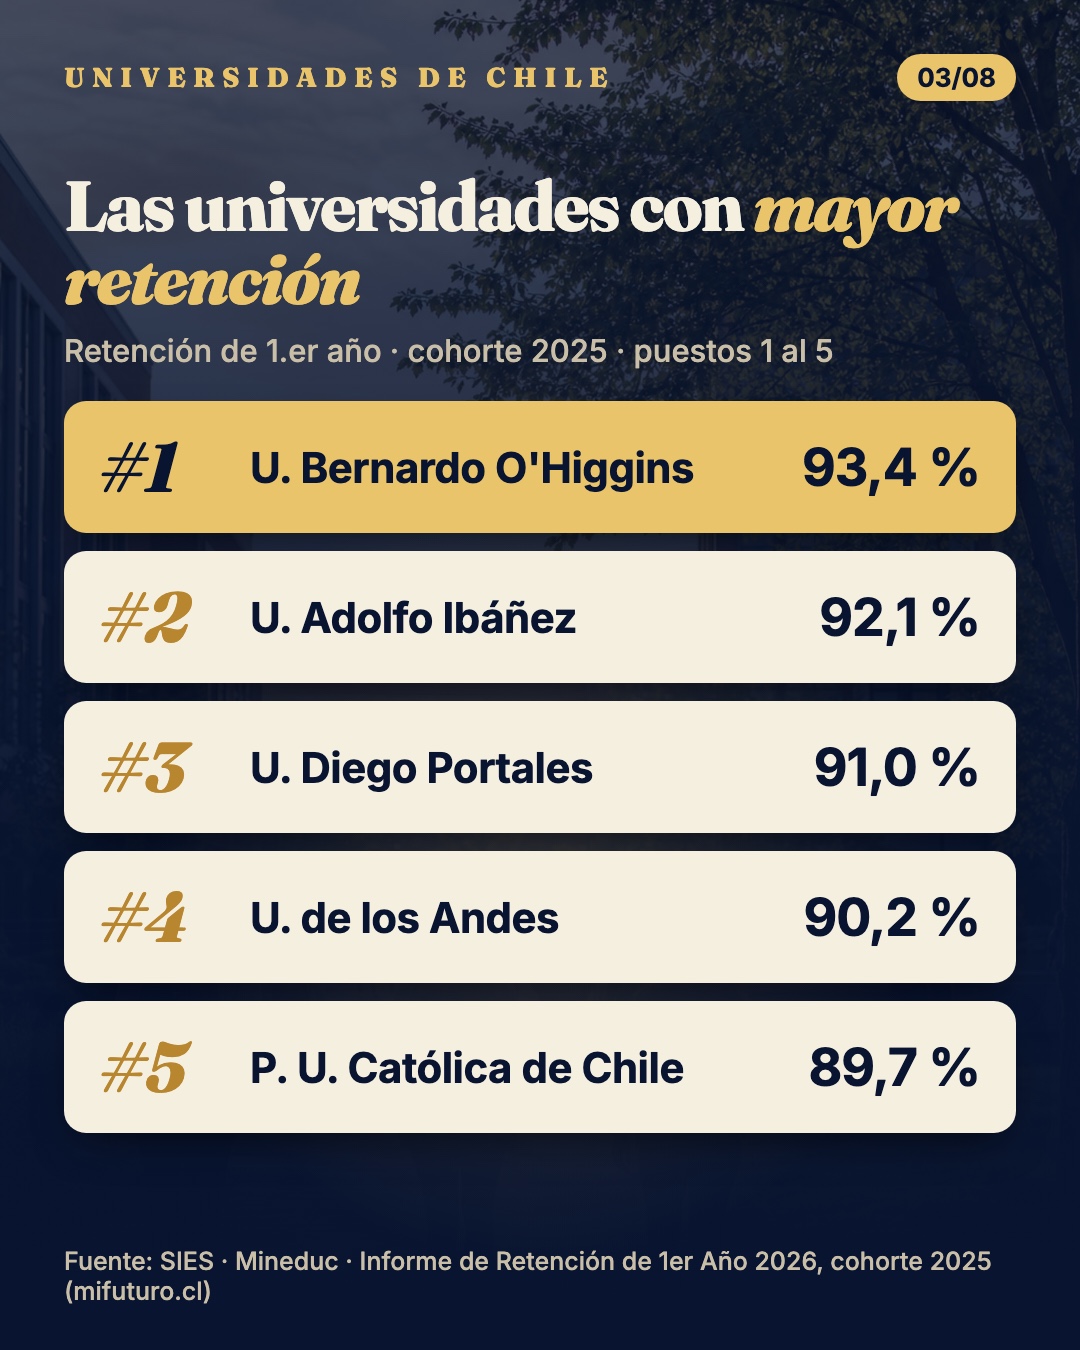 UNIVERSIDADES DE CHILE
03/08
Las universidades con mayor
retención
Retención de 1.er año · cohorte 2025 · puestos 1 al 5
#1 U. Bernardo O'Higgins 93,4 %
#2 U. Adolfo Ibáñez 92,1 %
#3 U. Diego Portales 91,0 %
#4 U. de los Andes 90,2 %
#5 P. U. Católica de Chile 89,7 %
Fuente: SIES · Mineduc · Informe de Retención de 1er Año 2026, cohorte 2025
(mifuturo.cl)